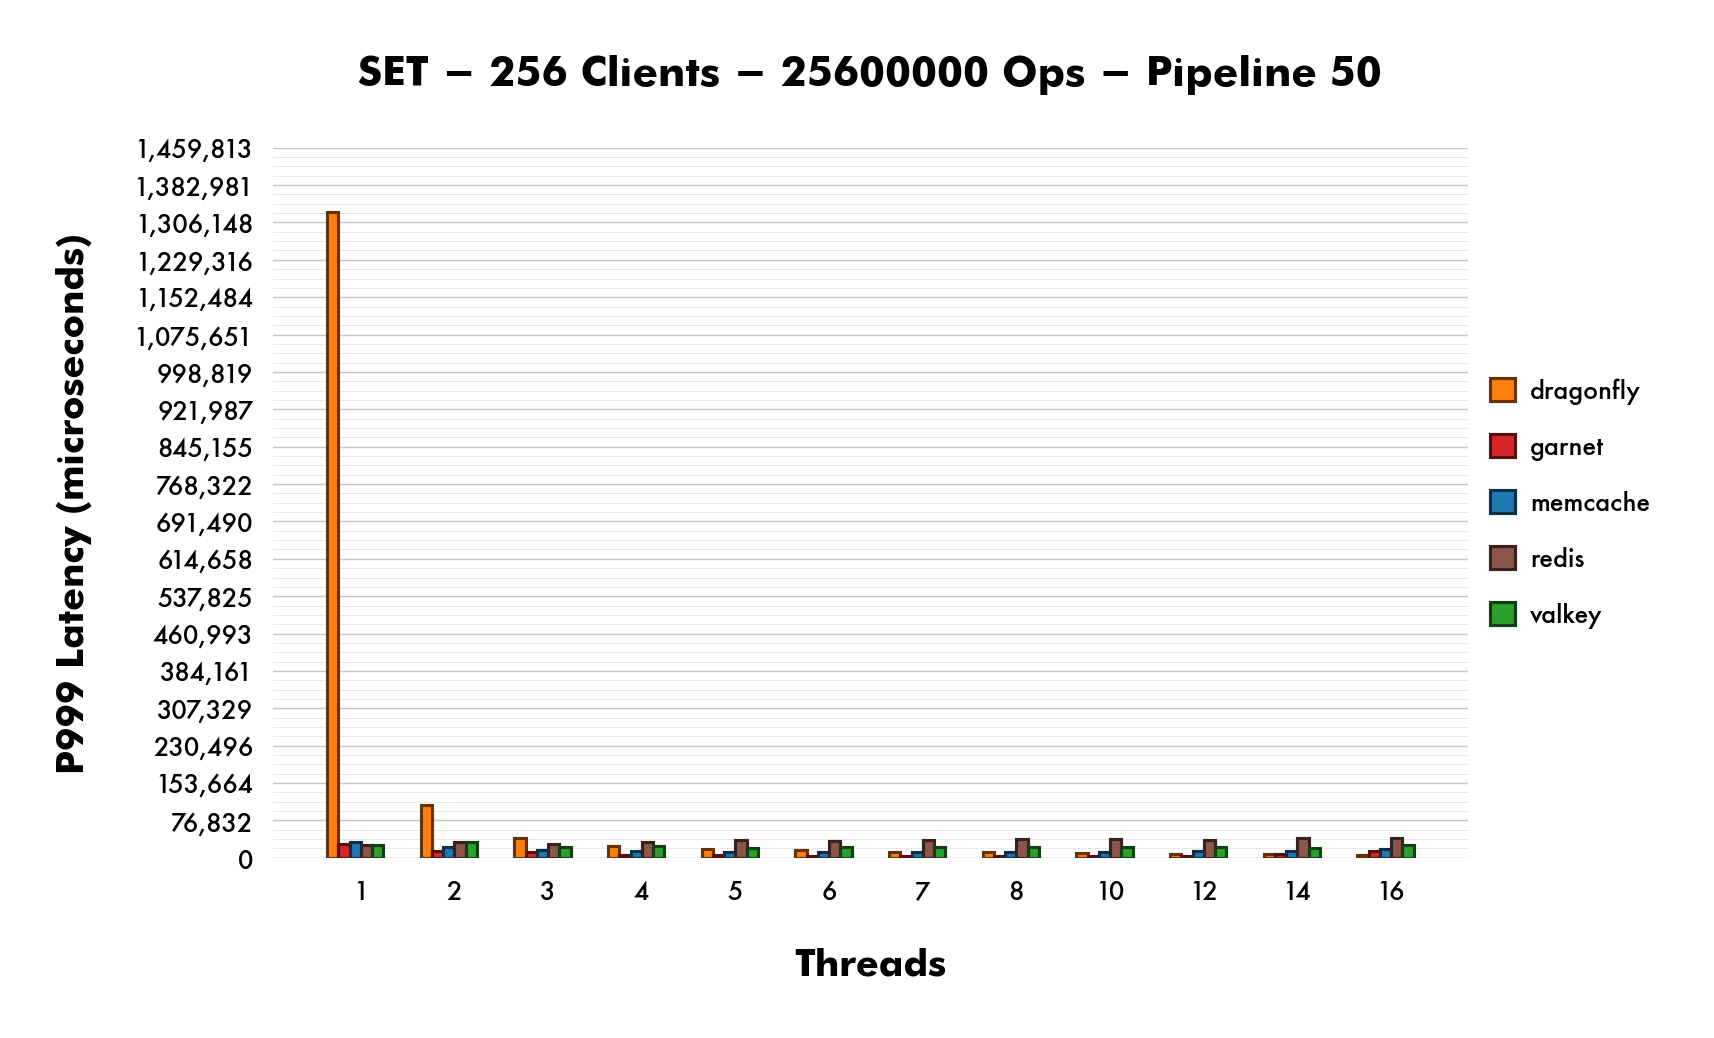 SET – 256 Clients – 25600000 Ops – Pipeline 50
P999 Latency (microseconds)
1,459,813
1,382,981
1,306,148
1,229,316
1,152,484
1,075,651
998,819
921,987
845,155
768,322
691,490
614,658
537,825
460,993
384,161
307,329
230,496
153,664
76,832
0
1 2 3 4 5 6 7 8 10 12 14 16
Threads
dragonfly
garnet
memcache
redis
valkey